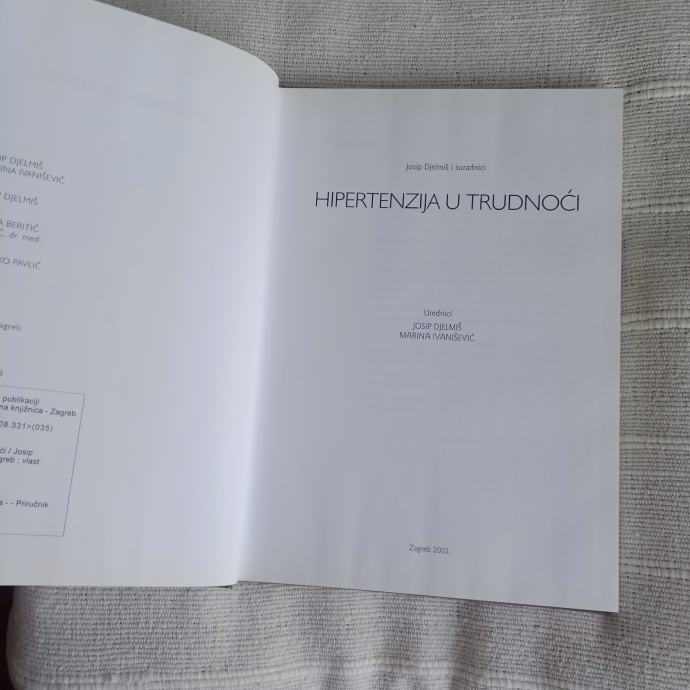 DJELMIŠ
IVANIŠEVIĆ
DJELMIŠ
BERITIĆ
dr. med.
PAVLIĆ
publikaciji
knjižnica - Zagreb
/ Josip
: vlast.
- - Priručnik
Josip Djelmiš i suradnici
HIPERTENZIJA U TRUDNOĆI
Urednici
JOSIP DJELMIŠ
MARINA IVANIŠEVIĆ
Zagreb 2002.